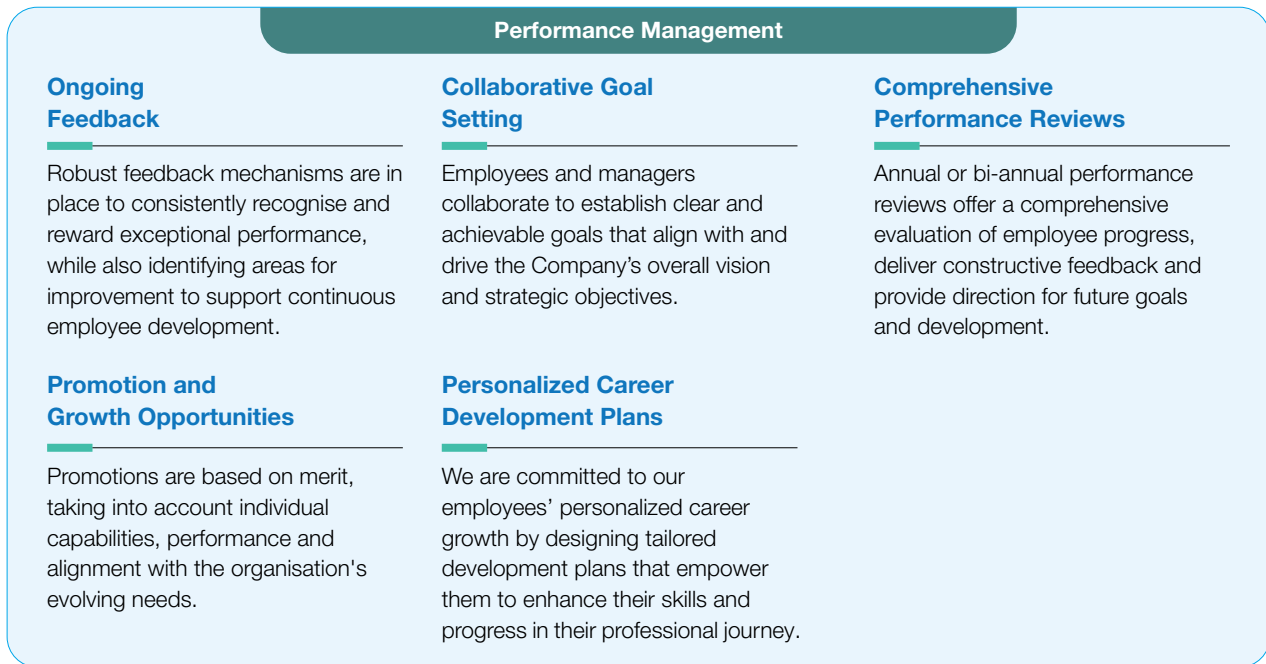 Performance Management
Ongoing
Feedback
Robust feedback mechanisms are in
place to consistently recognise and
reward exceptional performance,
while also identifying areas for
improvement to support continuous
employee development.
Collaborative Goal
Setting
Employees and managers
collaborate to establish clear and
achievable goals that align with and
drive the Company’s overall vision
and strategic objectives.
Comprehensive
Performance Reviews
Annual or bi-annual performance
reviews offer a comprehensive
evaluation of employee progress,
deliver constructive feedback and
provide direction for future goals
and development.
Promotion and
Growth Opportunities
Promotions are based on merit,
taking into account individual
capabilities, performance and
alignment with the organisation's
evolving needs.
Personalized Career
Development Plans
We are committed to our
employees’ personalized career
growth by designing tailored
development plans that empower
them to enhance their skills and
progress in their professional journey.